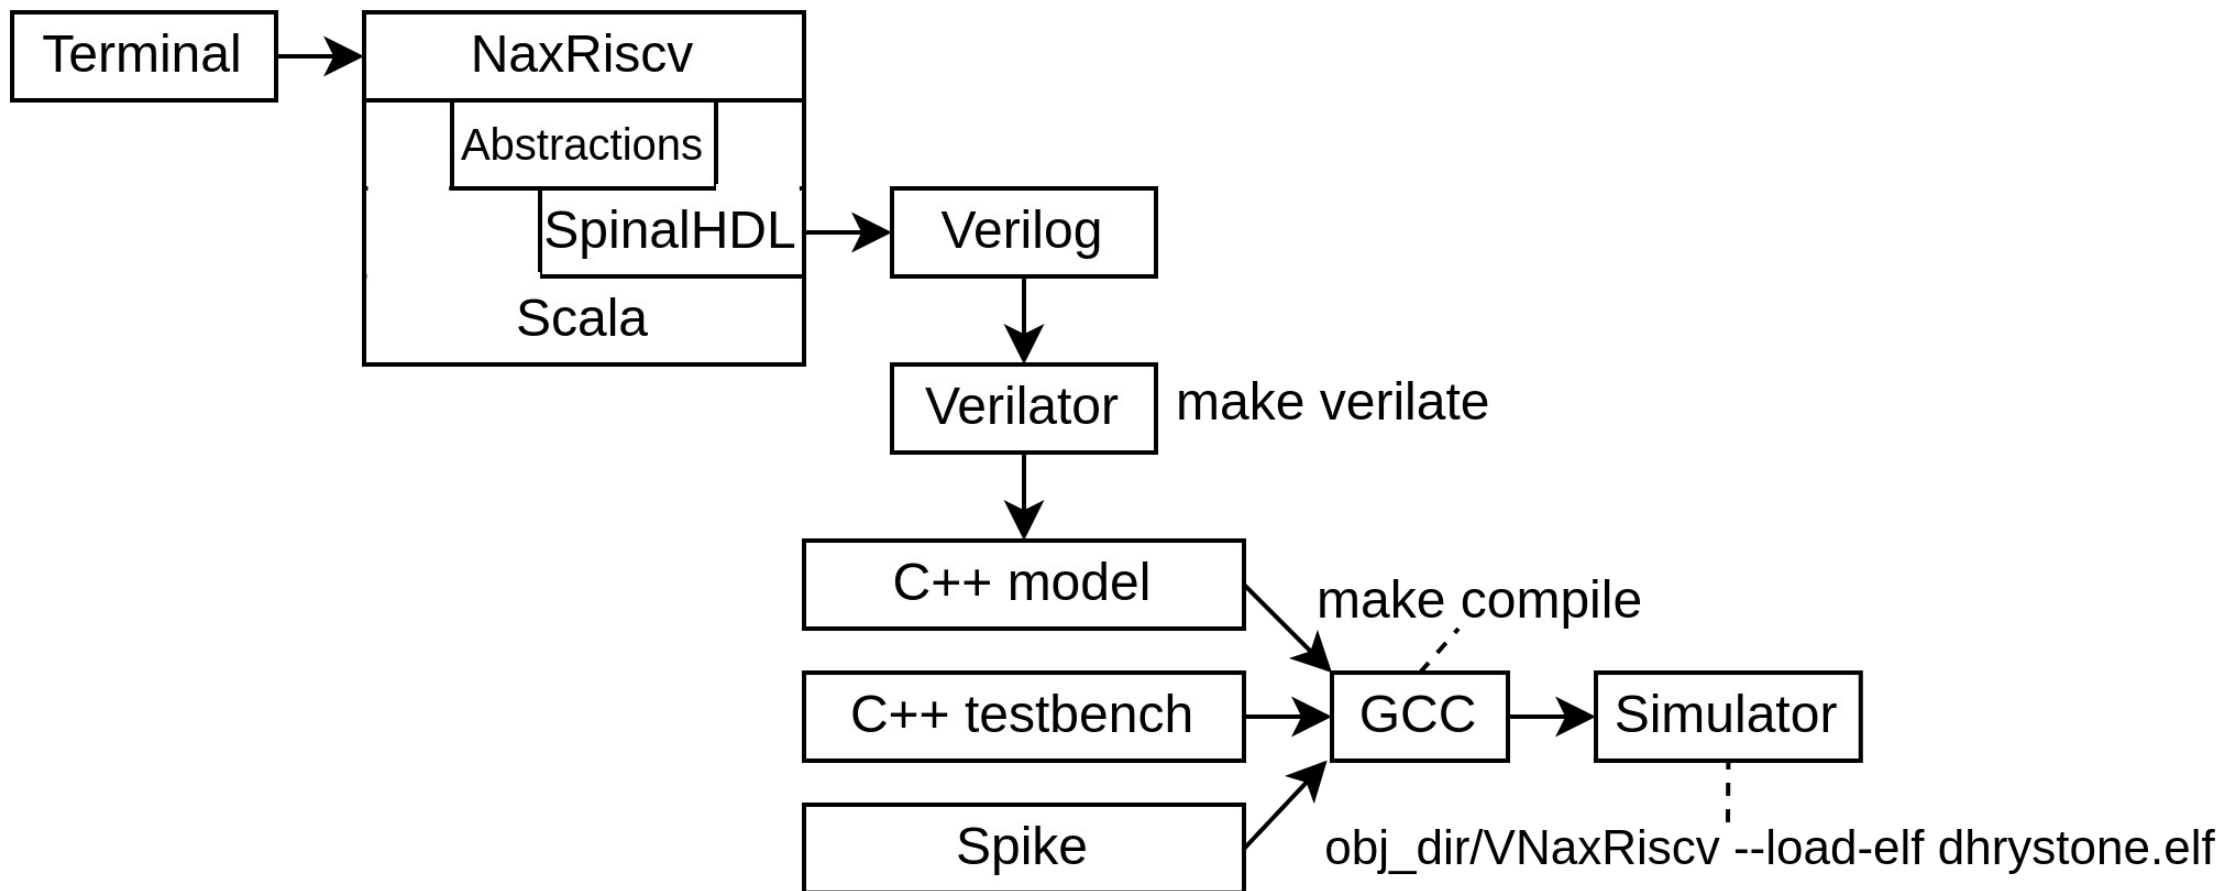 Terminal
NaxRiscv
Abstractions
SpinalHDL
Verilog
Scala
Verilator
make verilate
C++ model
make compile
C++ testbench
GCC
Simulator
Spike
obj_dir/VNaxRiscv --load-elf dhrystone.elf